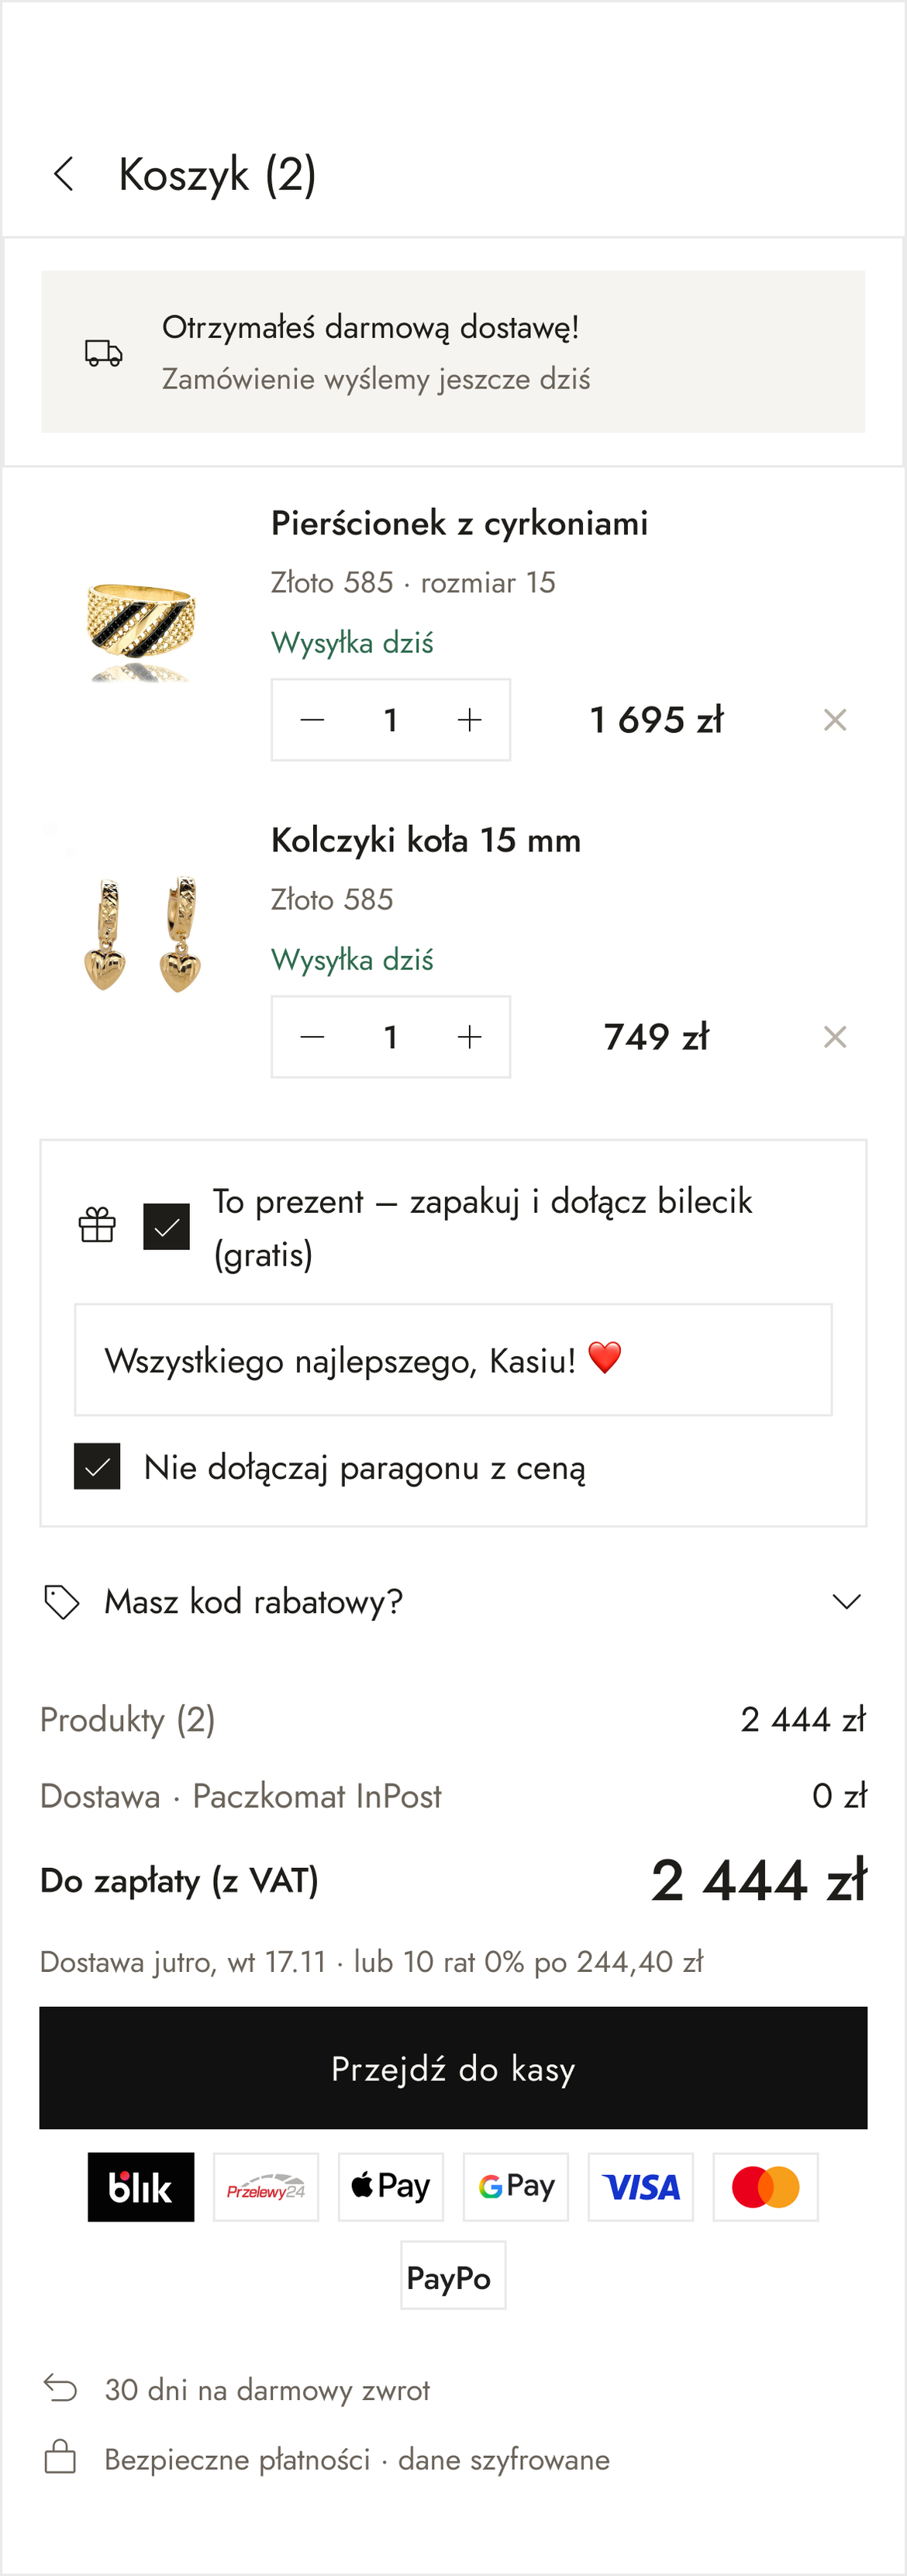 Koszyk (2)
Otrzymałeś darmową dostawę!
Zamówienie wyślemy jeszcze dziś
Pierścionek z cyrkoniami
Złoto 585 · rozmiar 15
Wysyłka dziś
1
1 695 zł
Kolczyki koła 15 mm
Złoto 585
Wysyłka dziś
1
749 zł
To prezent – zapakuj i dołącz bilecik
(gratis)
Wszystkiego najlepszego, Kasiu! ❤️
Nie dołączaj paragonu z ceną
Masz kod rabatowy?
Produkty (2) 2 444 zł
Dostawa · Paczkomat InPost 0 zł
Do zapłaty (z VAT) 2 444 zł
Dostawa jutro, wt 17.11 · lub 10 rat 0% po 244,40 zł
Przejdź do kasy
blik Przelewy24 Pay G Pay VISA
PayPo
30 dni na darmowy zwrot
Bezpieczne płatności · dane szyfrowane